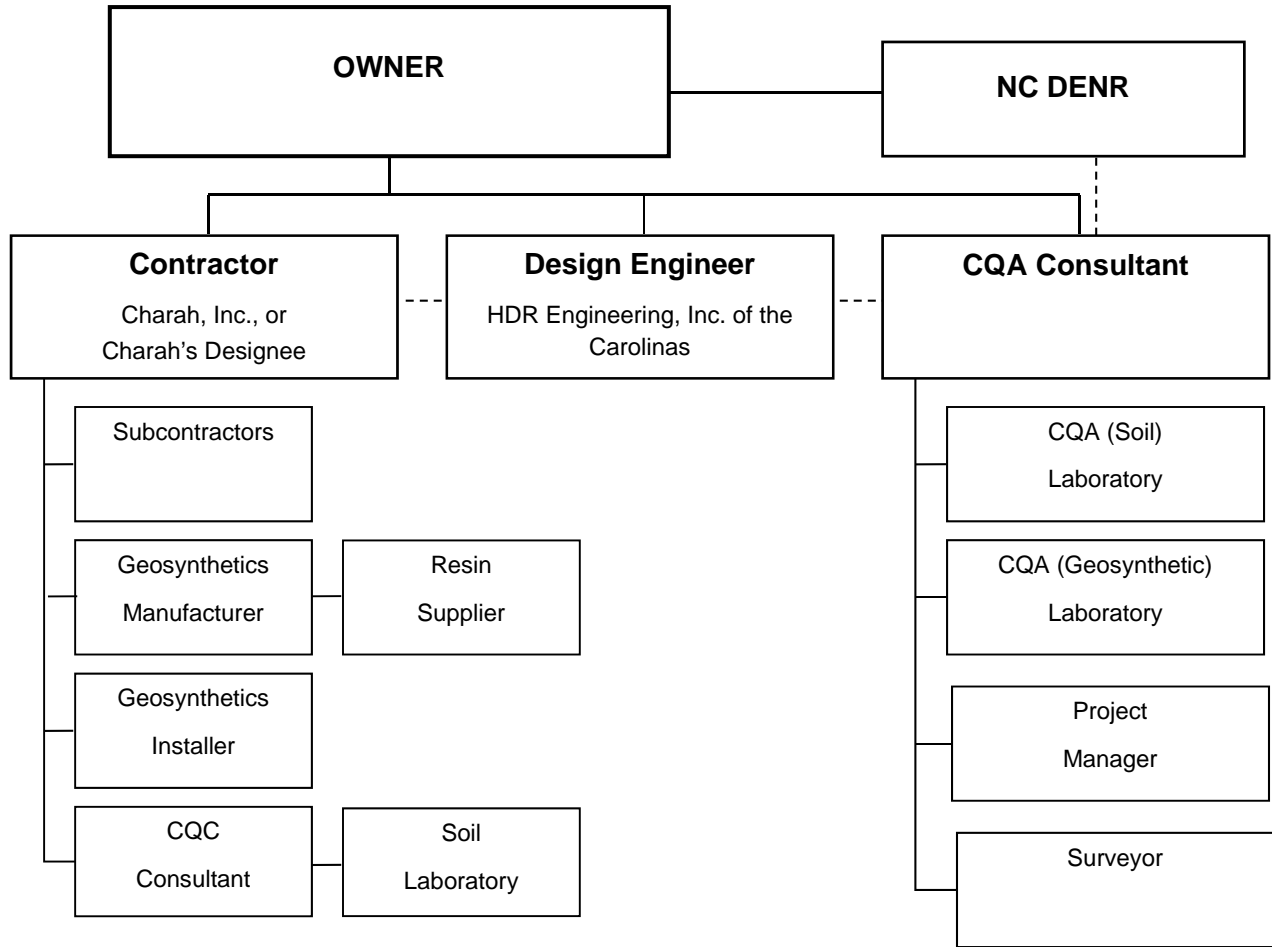 OWNER
NC DENR
Contractor
Charah, Inc., or
Charah’s Designee
Design Engineer
HDR Engineering, Inc. of the
Carolinas
CQA Consultant
Subcontractors
Geosynthetics
Manufacturer
Resin
Supplier
Geosynthetics
Installer
CQC
Consultant
Soil
Laboratory
CQA (Soil)
Laboratory
CQA (Geosynthetic)
Laboratory
Project
Manager
Surveyor